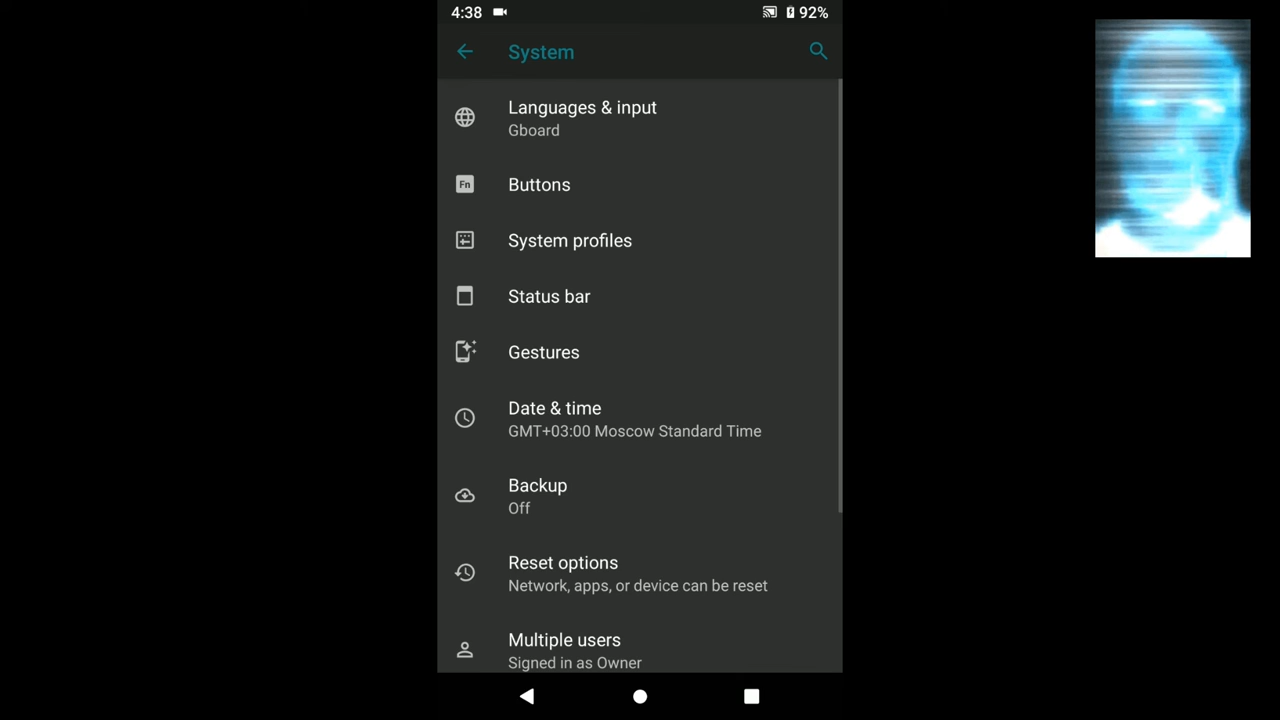 4:38
92%
System
Languages & input
Gboard
Fn
Buttons
System profiles
Status bar
Gestures
Date & time
GMT+03:00 Moscow Standard Time
Backup
Off
Reset options
Network, apps, or device can be reset
Multiple users
Signed in as Owner